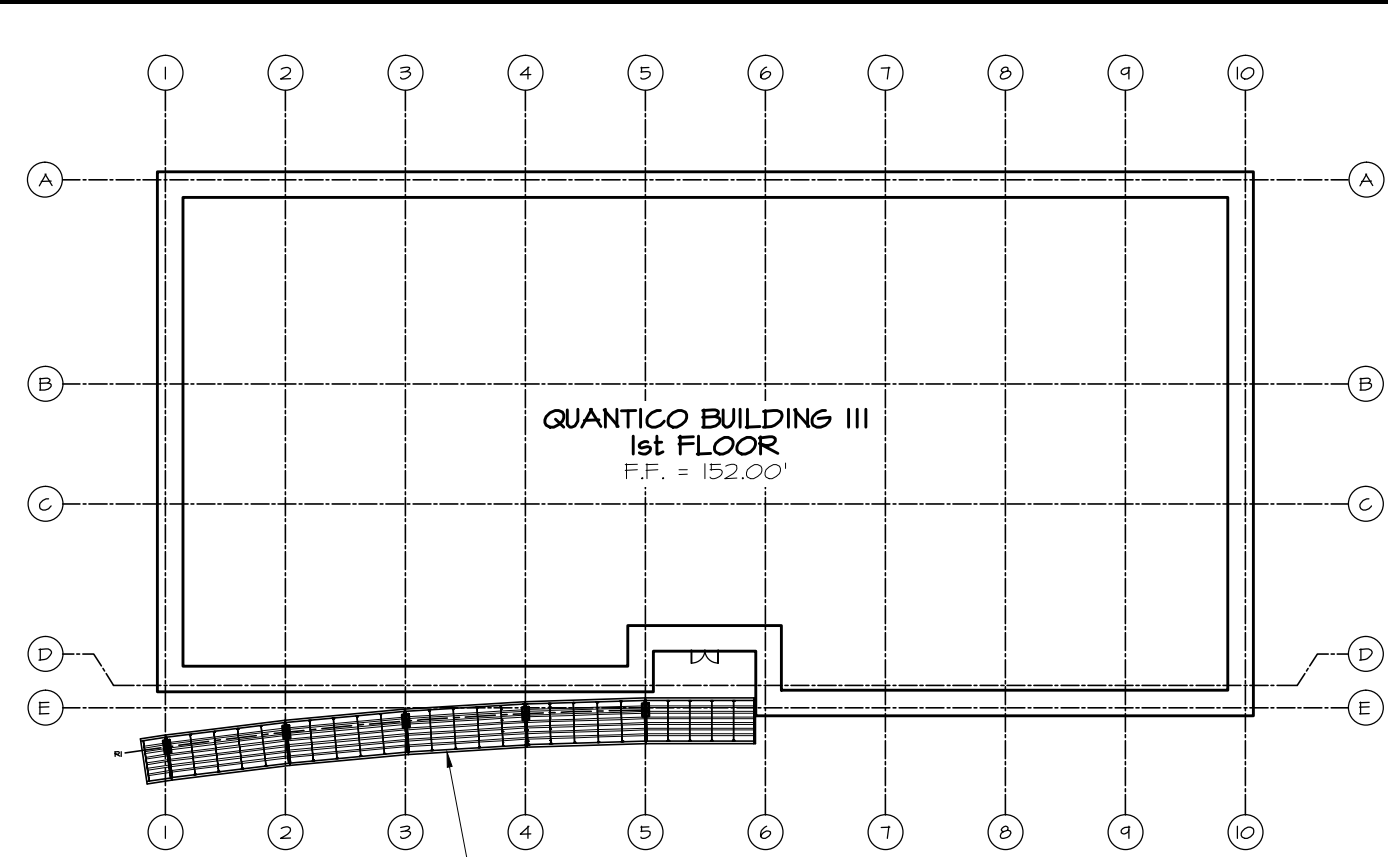 1 2 3 4 5 6 7 8 9 10
A A
B B
QUANTICO BUILDING III
1st FLOOR
F.F. = 152.00'
C C
D D
E E
R1
1 2 3 4 5 6 7 8 9 10